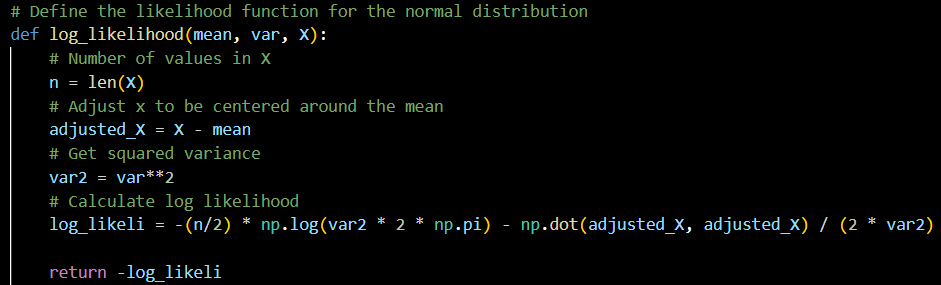 # Define the likelihood function for the normal distribution
def log_likelihood(mean, var, X):
    # Number of values in X
    n = len(X)
    # Adjust x to be centered around the mean
    adjusted_X = X - mean
    # Get squared variance
    var2 = var**2
    # Calculate log likelihood
    log_likeli = -(n/2) * np.log(var2 * 2 * np.pi) - np.dot(adjusted_X, adjusted_X) / (2 * var2)
    return -log_likeli